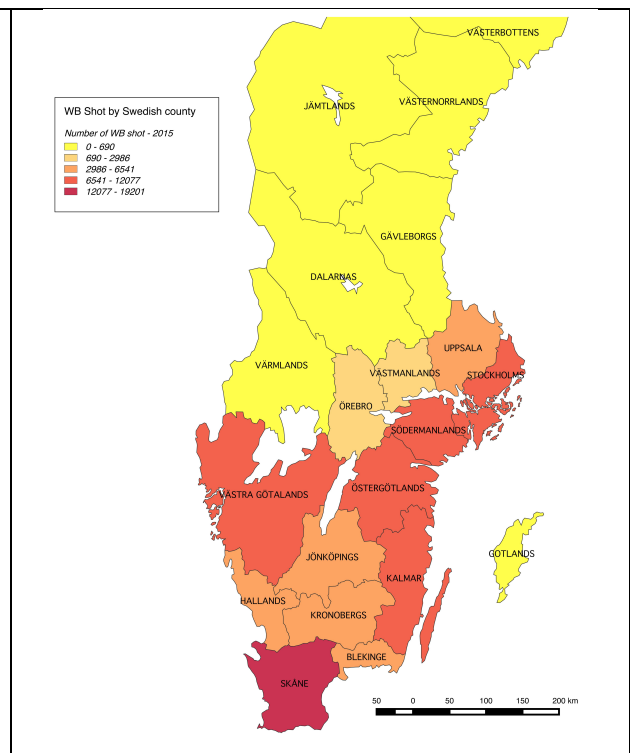 VÄSTERBOTTENS
JÄMTLANDS
VÄSTERNORRLANDS
WB Shot by Swedish county
Number of WB shot - 2015
0 - 690
690 - 2986
2986 - 6541
6541 - 12077
12077 - 19201
GÄVLEBORGS
DALARNAS
UPPSALA
VÄRMLANDS
VÄSTMANLANDS
STOCKHOLMS
ÖREBRO
SÖDERMANLANDS
ÖSTERGÖTLANDS
VÄSTRA GÖTALANDS
GOTLANDS
JÖNKÖPINGS
KALMAR
HALLANDS
KRONOBERGS
BLEKINGE
SKÅNE
50 0 50 100 150 200 km